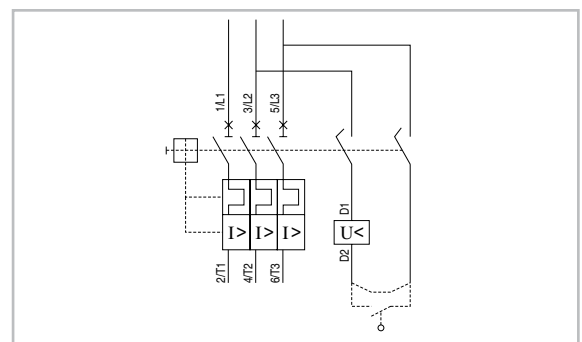 1/L1
3/L2
5/L3
I>
I>
I>
2/T1
4/T2
6/T3
D1
U<
D2